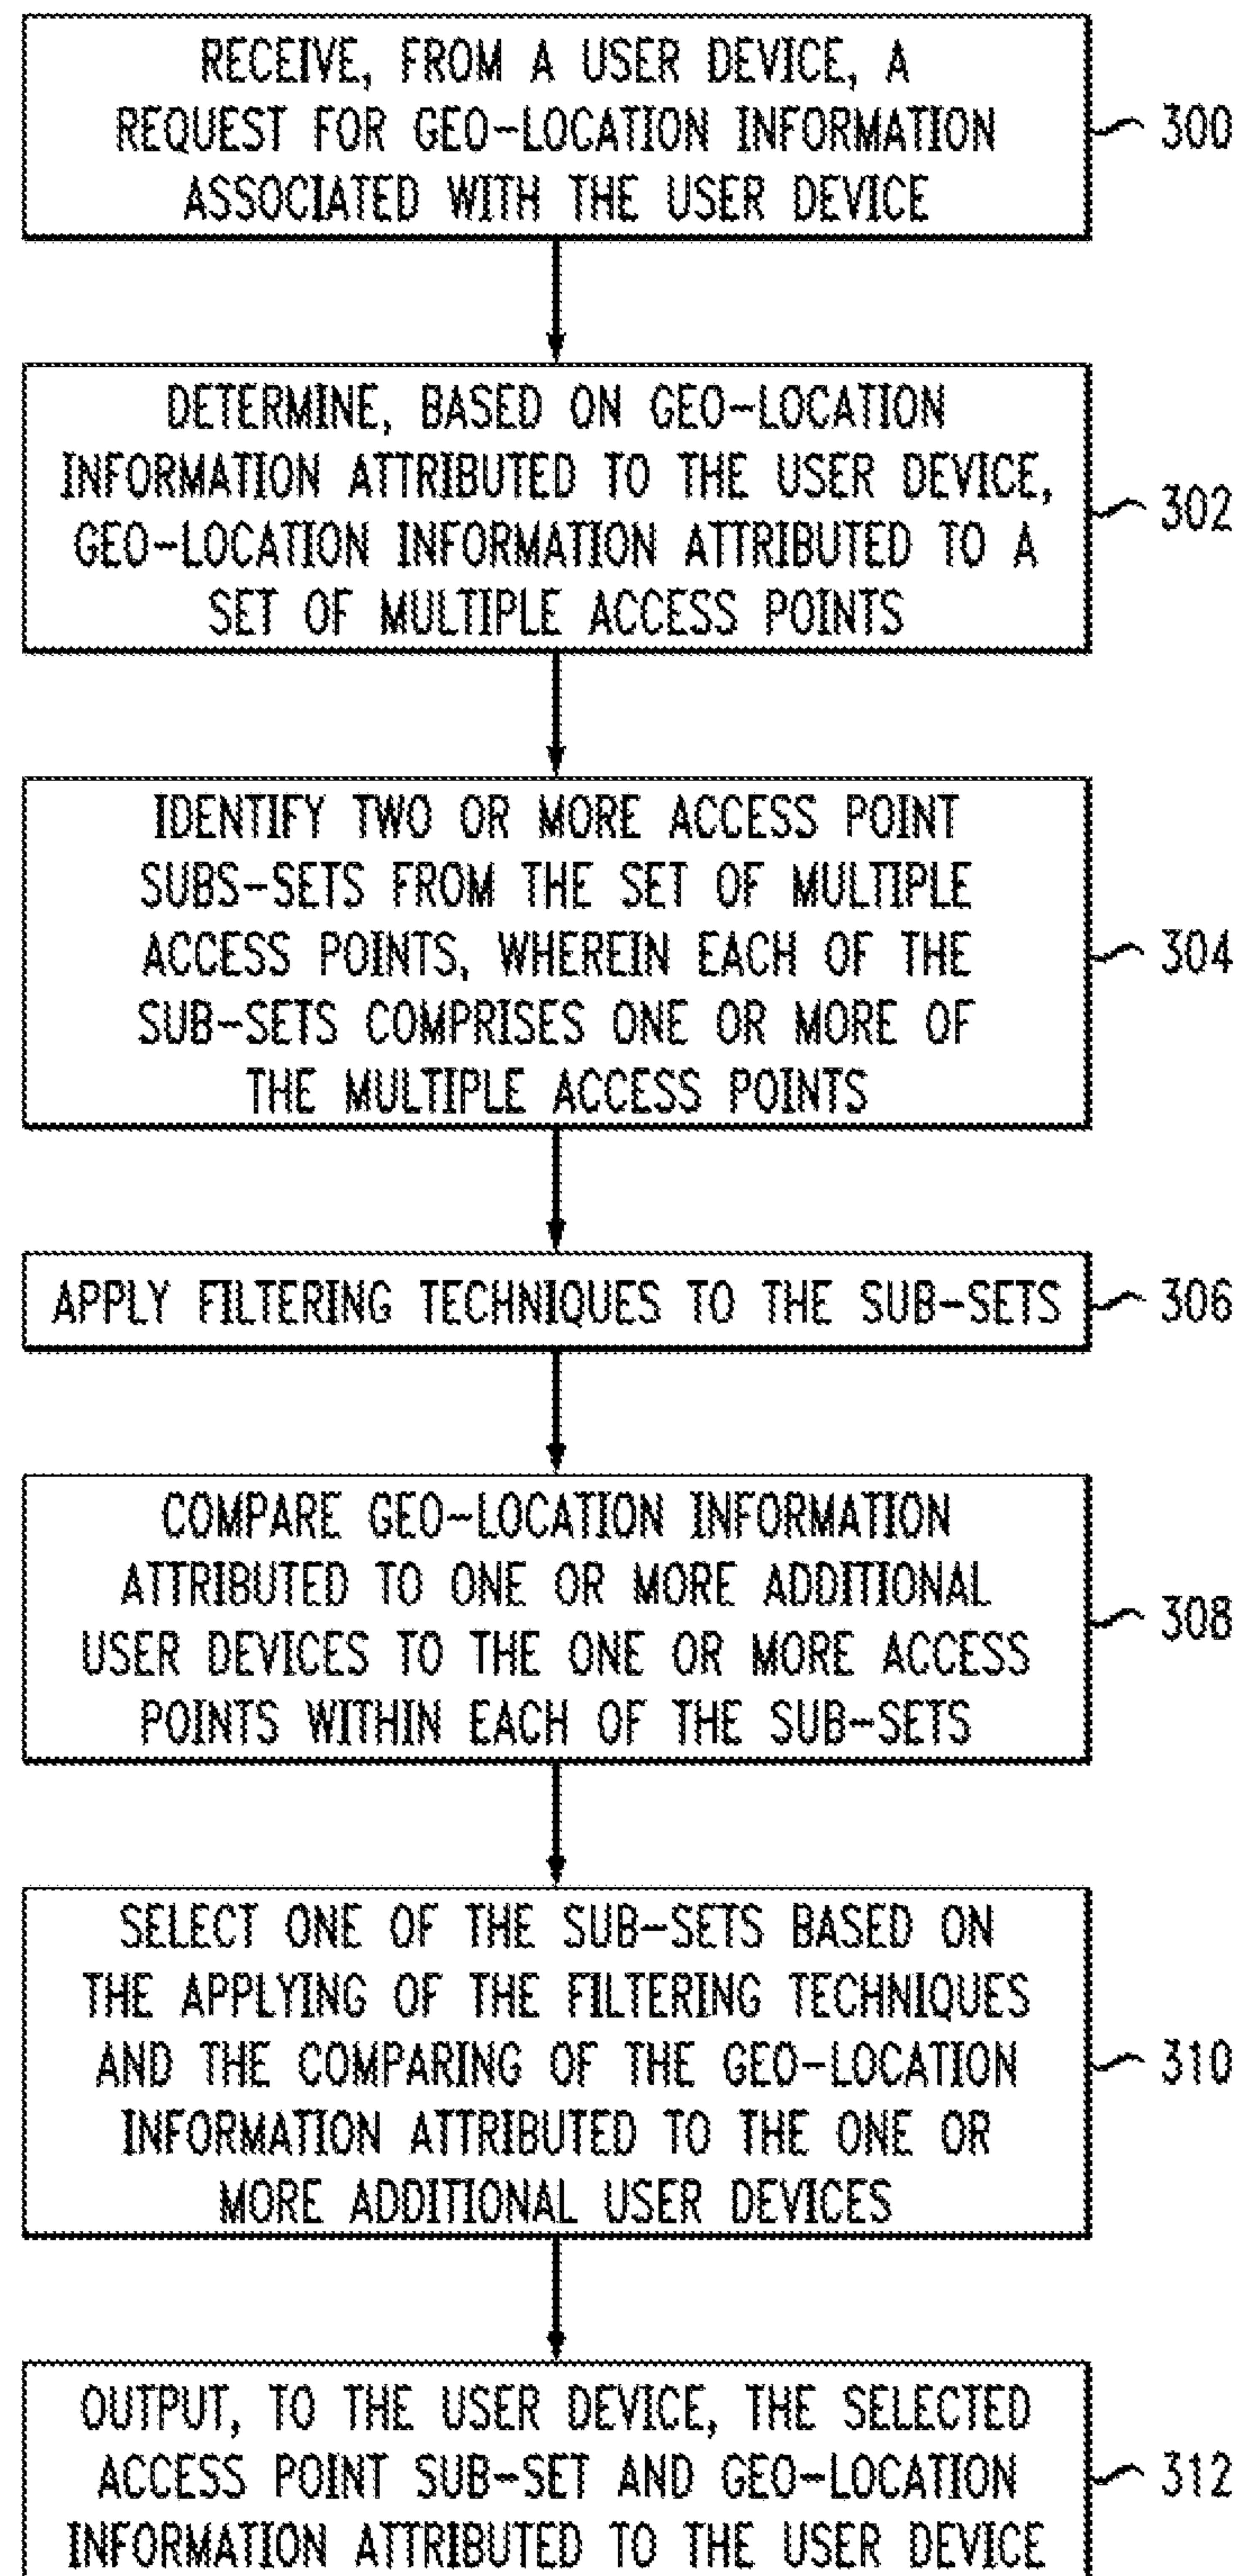 RECEIVE, FROM A USER DEVICE, A
REQUEST FOR GEO-LOCATION INFORMATION
ASSOCIATED WITH THE USER DEVICE
300
DETERMINE, BASED ON GEO-LOCATION
INFORMATION ATTRIBUTED TO THE USER DEVICE,
GEO-LOCATION INFORMATION ATTRIBUTED TO A
SET OF MULTIPLE ACCESS POINTS
302
IDENTIFY TWO OR MORE ACCESS POINT
SUBS-SETS FROM THE SET OF MULTIPLE
ACCESS POINTS, WHEREIN EACH OF THE
SUB-SETS COMPRISES ONE OR MORE OF
THE MULTIPLE ACCESS POINTS
304
APPLY FILTERING TECHNIQUES TO THE SUB-SETS
306
COMPARE GEO-LOCATION INFORMATION
ATTRIBUTED TO ONE OR MORE ADDITIONAL
USER DEVICES TO THE ONE OR MORE ACCESS
POINTS WITHIN EACH OF THE SUB-SETS
308
SELECT ONE OF THE SUB-SETS BASED ON
THE APPLYING OF THE FILTERING TECHNIQUES
AND THE COMPARING OF THE GEO-LOCATION
INFORMATION ATTRIBUTED TO THE ONE OR
MORE ADDITIONAL USER DEVICES
310
OUTPUT, TO THE USER DEVICE, THE SELECTED
ACCESS POINT SUB-SET AND GEO-LOCATION
INFORMATION ATTRIBUTED TO THE USER DEVICE
312